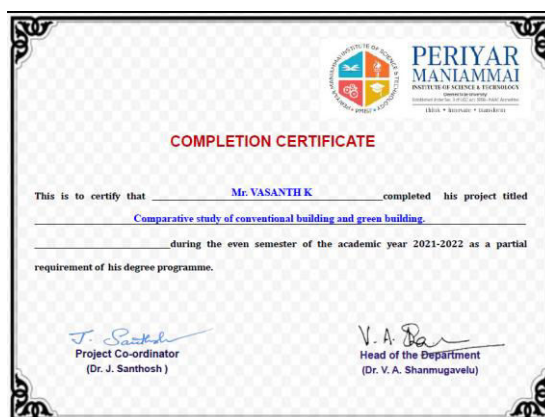 PERIYAR
MANIAMMAI
INSTITUTE OF SCIENCE & TECHNOLOGY
think • innovate • transform
COMPLETION CERTIFICATE
This is to certify that Mr. VASANTH K completed his project titled
Comparative study of conventional building and green building.
during the even semester of the academic year 2021-2022 as a partial
requirement of his degree programme.
J. Santhosh
Project Co-ordinator
(Dr. J. Santhosh )
V. A.
Head of the Department
(Dr. V. A. Shanmugavelu)